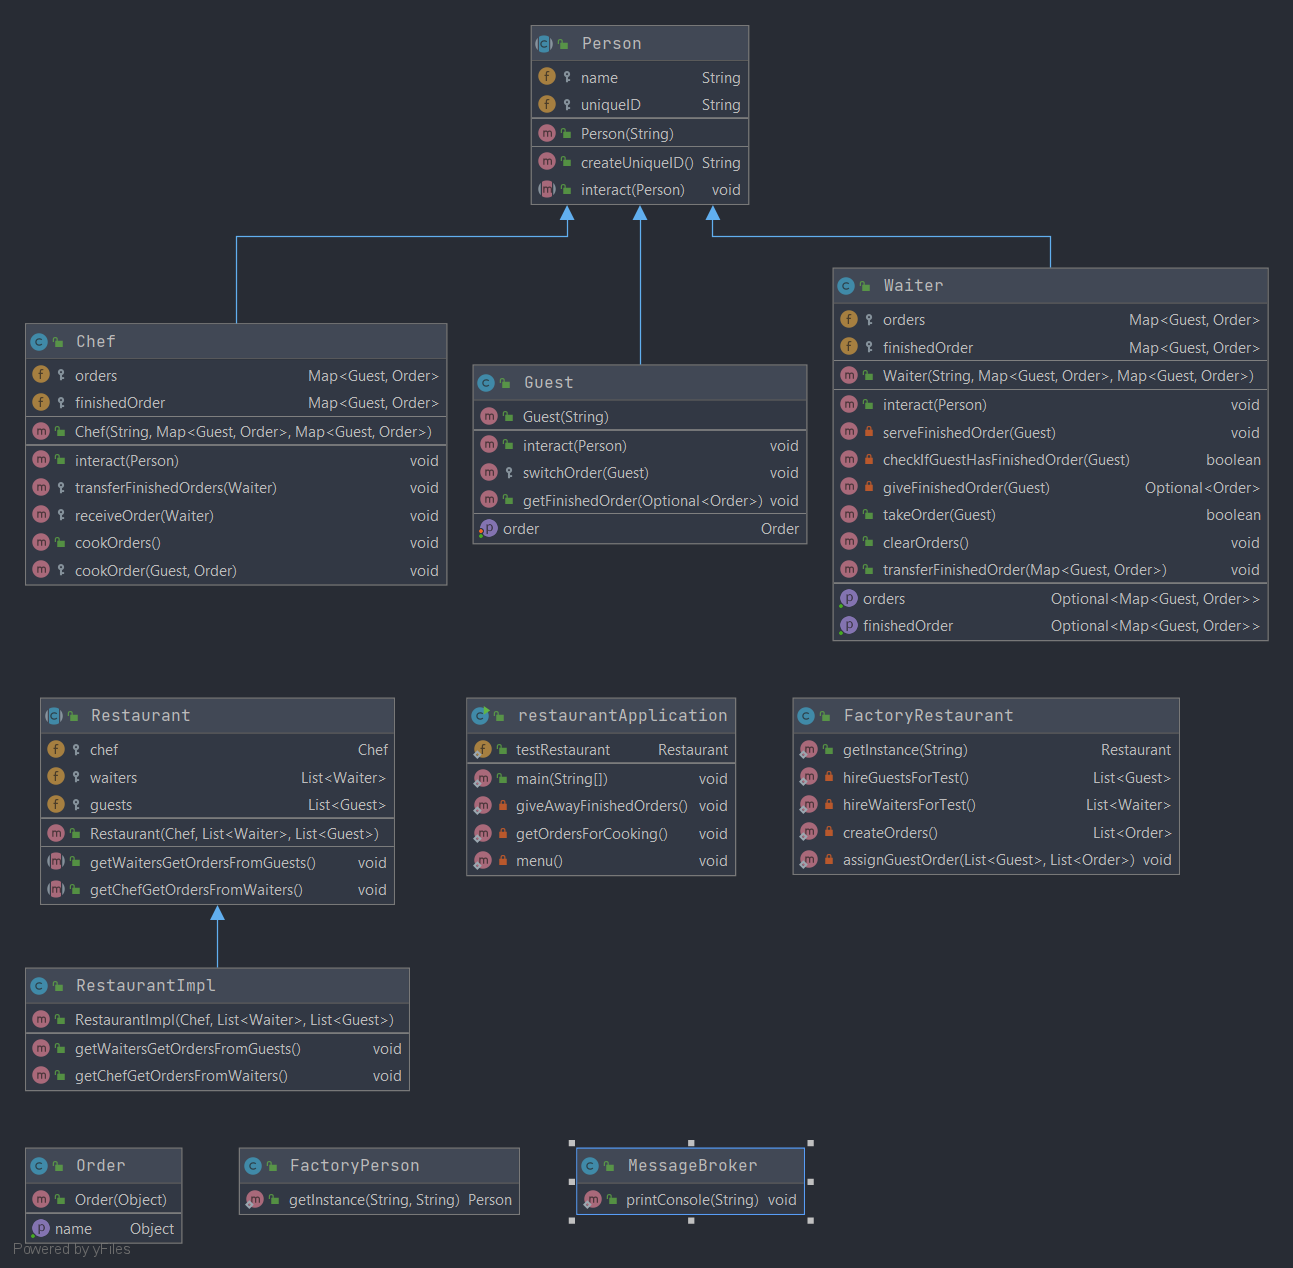 Person
name String
uniqueID String
Person(String)
createUniqueID() String
interact(Person) void
Chef
orders Map<Guest, Order>
finishedOrder Map<Guest, Order>
Chef(String, Map<Guest, Order>, Map<Guest, Order>)
interact(Person) void
transferFinishedOrders(Waiter) void
receiveOrder(Waiter) void
cookOrders() void
cookOrder(Guest, Order) void
Guest
Guest(String)
interact(Person) void
switchOrder(Guest) void
getFinishedOrder(Optional<Order>) void
order Order
Waiter
orders Map<Guest, Order>
finishedOrder Map<Guest, Order>
Waiter(String, Map<Guest, Order>, Map<Guest, Order>)
interact(Person) void
serveFinishedOrder(Guest) void
checkIfGuestHasFinishedOrder(Guest) boolean
giveFinishedOrder(Guest) Optional<Order>
takeOrder(Guest) boolean
clearOrders() void
transferFinishedOrder(Map<Guest, Order>) void
orders Optional<Map<Guest, Order>>
finishedOrder Optional<Map<Guest, Order>>
Restaurant
chef Chef
waiters List<Waiter>
guests List<Guest>
Restaurant(Chef, List<Waiter>, List<Guest>)
getWaitersGetOrdersFromGuests() void
getChefGetOrdersFromWaiters() void
restaurantApplication
testRestaurant Restaurant
main(String[]) void
giveAwayFinishedOrders() void
getOrdersForCooking() void
menu() void
FactoryRestaurant
getInstance(String) Restaurant
hireGuestsForTest() List<Guest>
hireWaitersForTest() List<Waiter>
createOrders() List<Order>
assignGuestOrder(List<Guest>, List<Order>) void
RestaurantImpl
RestaurantImpl(Chef, List<Waiter>, List<Guest>)
getWaitersGetOrdersFromGuests() void
getChefGetOrdersFromWaiters() void
Order
Order(Object)
name Object
FactoryPerson
getInstance(String, String) Person
MessageBroker
printConsole(String) void
Powered by yFiles